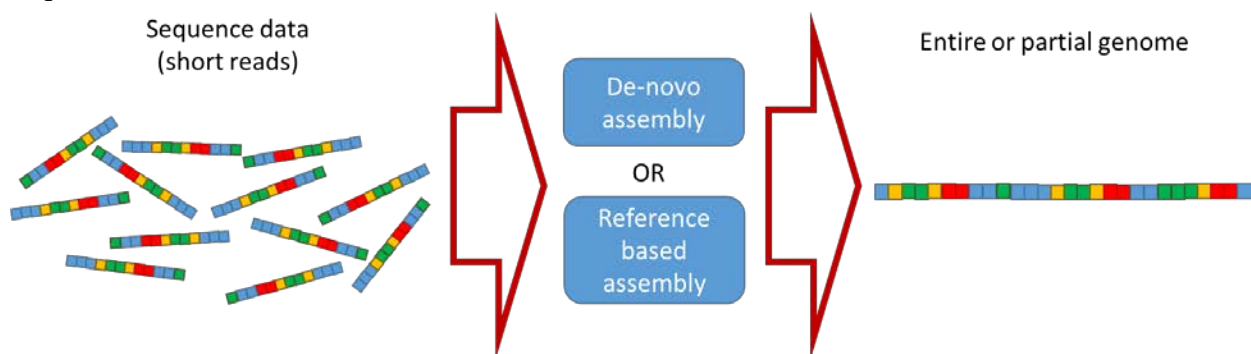 Sequence data
(short reads)
De-novo
assembly
OR
Reference
based
assembly
Entire or partial genome